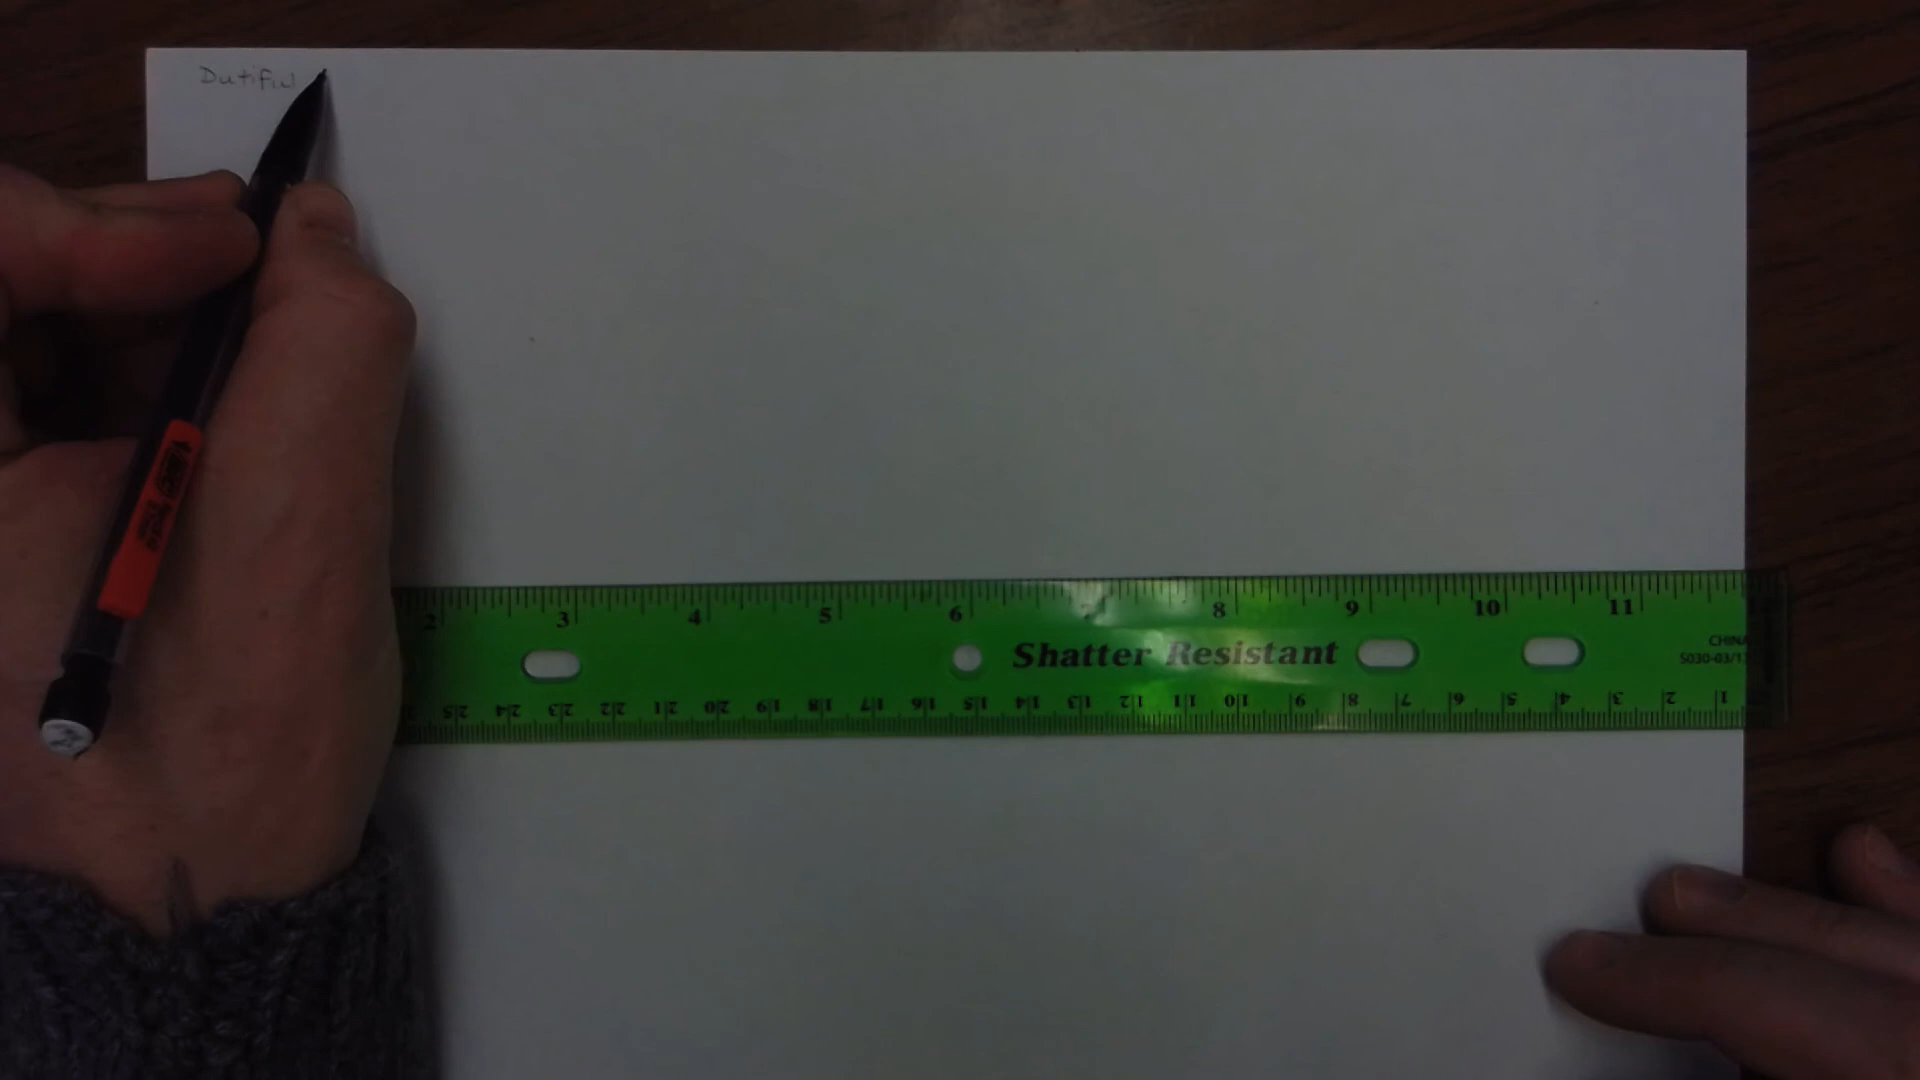 Dutiful
2 3 4 5 6 7 8 9 10 11
Shatter Resistant
CHINA
25 24 23 22 21 20 19 18 17 16 15 14 13 12 11 10 9 8 7 6 5 4 3 2 1